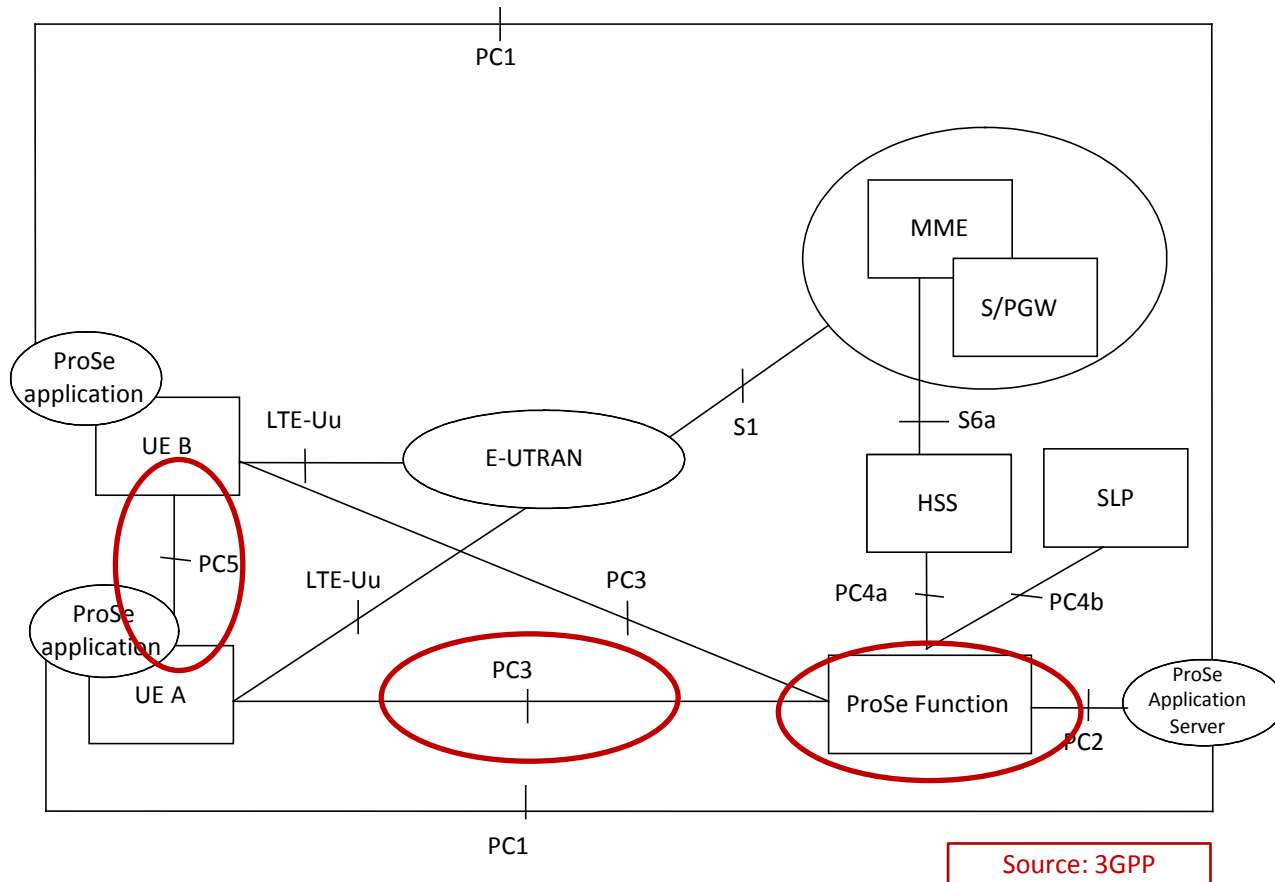 PC1
MME
S/PGW
ProSe
application
LTE-Uu
S1
S6a
UE B
E-UTRAN
HSS
SLP
PC5
LTE-Uu
PC3
PC4a
PC4b
ProSe
application
PC3
UE A
ProSe Function
ProSe
Application
Server
PC2
PC1
Source: 3GPP